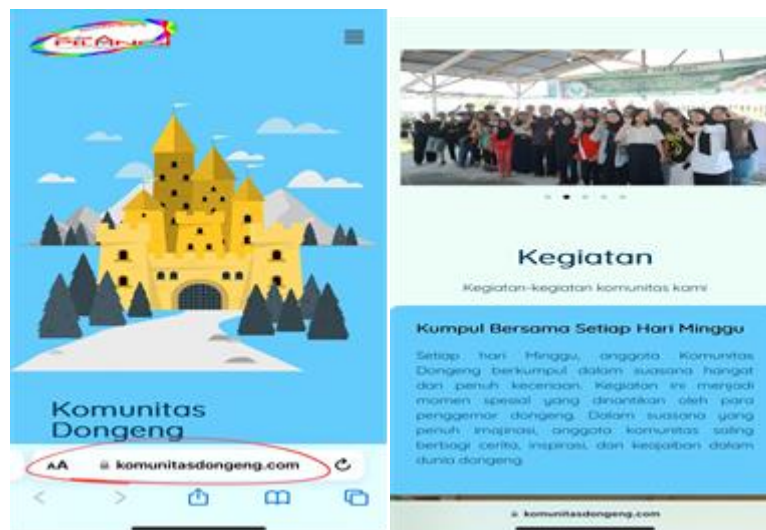 Komunitas
Dongeng
AA komunitasdongeng.com
Kegiatan
Kegiatan-kegiatan komunitas kami
Kumpul Bersama Setiap Hari Minggu
Setiap hari Minggu, anggota Komunitas
Dongeng berkumpul dalam suasana hangat
dan penuh keceriaan. Kegiatan ini menjadi
momen spesial yang dinantikan oleh para
penggemar dongeng. Dalam suasana yang
penuh imajinasi, anggota komunitas saling
berbagi cerita, inspirasi, dan keajaiban dalam
dunia dongeng.
komunitasdongeng.com